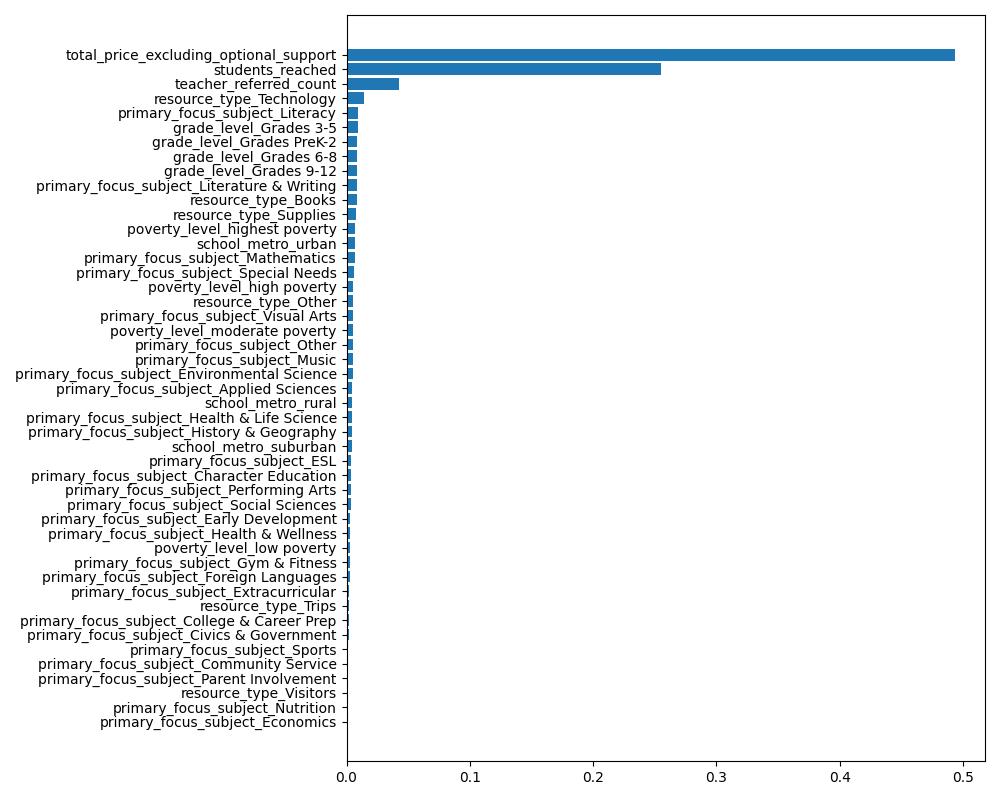 total_price_excluding_optional_support
students_reached
teacher_referred_count
resource_type_Technology
primary_focus_subject_Literacy
grade_level_Grades 3-5
grade_level_Grades PreK-2
grade_level_Grades 6-8
grade_level_Grades 9-12
primary_focus_subject_Literature & Writing
resource_type_Books
resource_type_Supplies
poverty_level_highest poverty
school_metro_urban
primary_focus_subject_Mathematics
primary_focus_subject_Special Needs
poverty_level_high poverty
resource_type_Other
primary_focus_subject_Visual Arts
poverty_level_moderate poverty
primary_focus_subject_Other
primary_focus_subject_Music
primary_focus_subject_Environmental Science
primary_focus_subject_Applied Sciences
school_metro_rural
primary_focus_subject_Health & Life Science
primary_focus_subject_History & Geography
school_metro_suburban
primary_focus_subject_ESL
primary_focus_subject_Character Education
primary_focus_subject_Performing Arts
primary_focus_subject_Social Sciences
primary_focus_subject_Early Development
primary_focus_subject_Health & Wellness
poverty_level_low poverty
primary_focus_subject_Gym & Fitness
primary_focus_subject_Foreign Languages
primary_focus_subject_Extracurricular
resource_type_Trips
primary_focus_subject_College & Career Prep
primary_focus_subject_Civics & Government
primary_focus_subject_Sports
primary_focus_subject_Community Service
primary_focus_subject_Parent Involvement
resource_type_Visitors
primary_focus_subject_Nutrition
primary_focus_subject_Economics
0.0 0.1 0.2 0.3 0.4 0.5